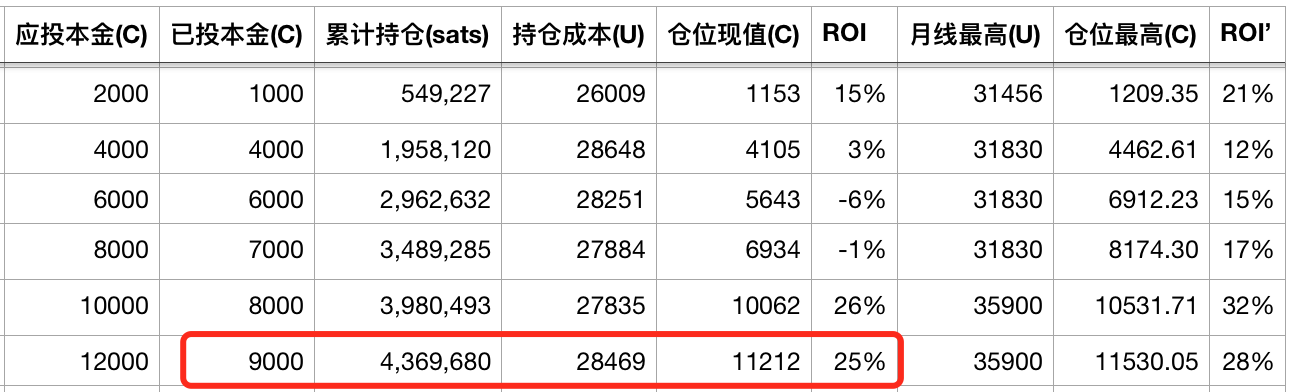 应投本金(C) 已投本金(C) 累计持仓(sats) 持仓成本(U) 仓位现值(C) ROI 月线最高(U) 仓位最高(C) ROI’
2000 1000 549,227 26009 1153 15% 31456 1209.35 21%
4000 4000 1,958,120 28648 4105 3% 31830 4462.61 12%
6000 6000 2,962,632 28251 5643 -6% 31830 6912.23 15%
8000 7000 3,489,285 27884 6934 -1% 31830 8174.30 17%
10000 8000 3,980,493 27835 10062 26% 35900 10531.71 32%
12000 9000 4,369,680 28469 11212 25% 35900 11530.05 28%